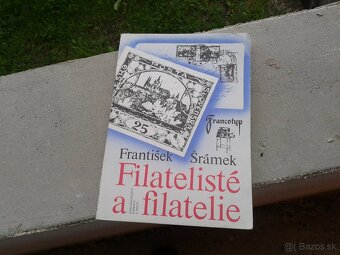 25
Francotyp
František Šrámek
Filatelisté
a filatelie
© Bazos.sk